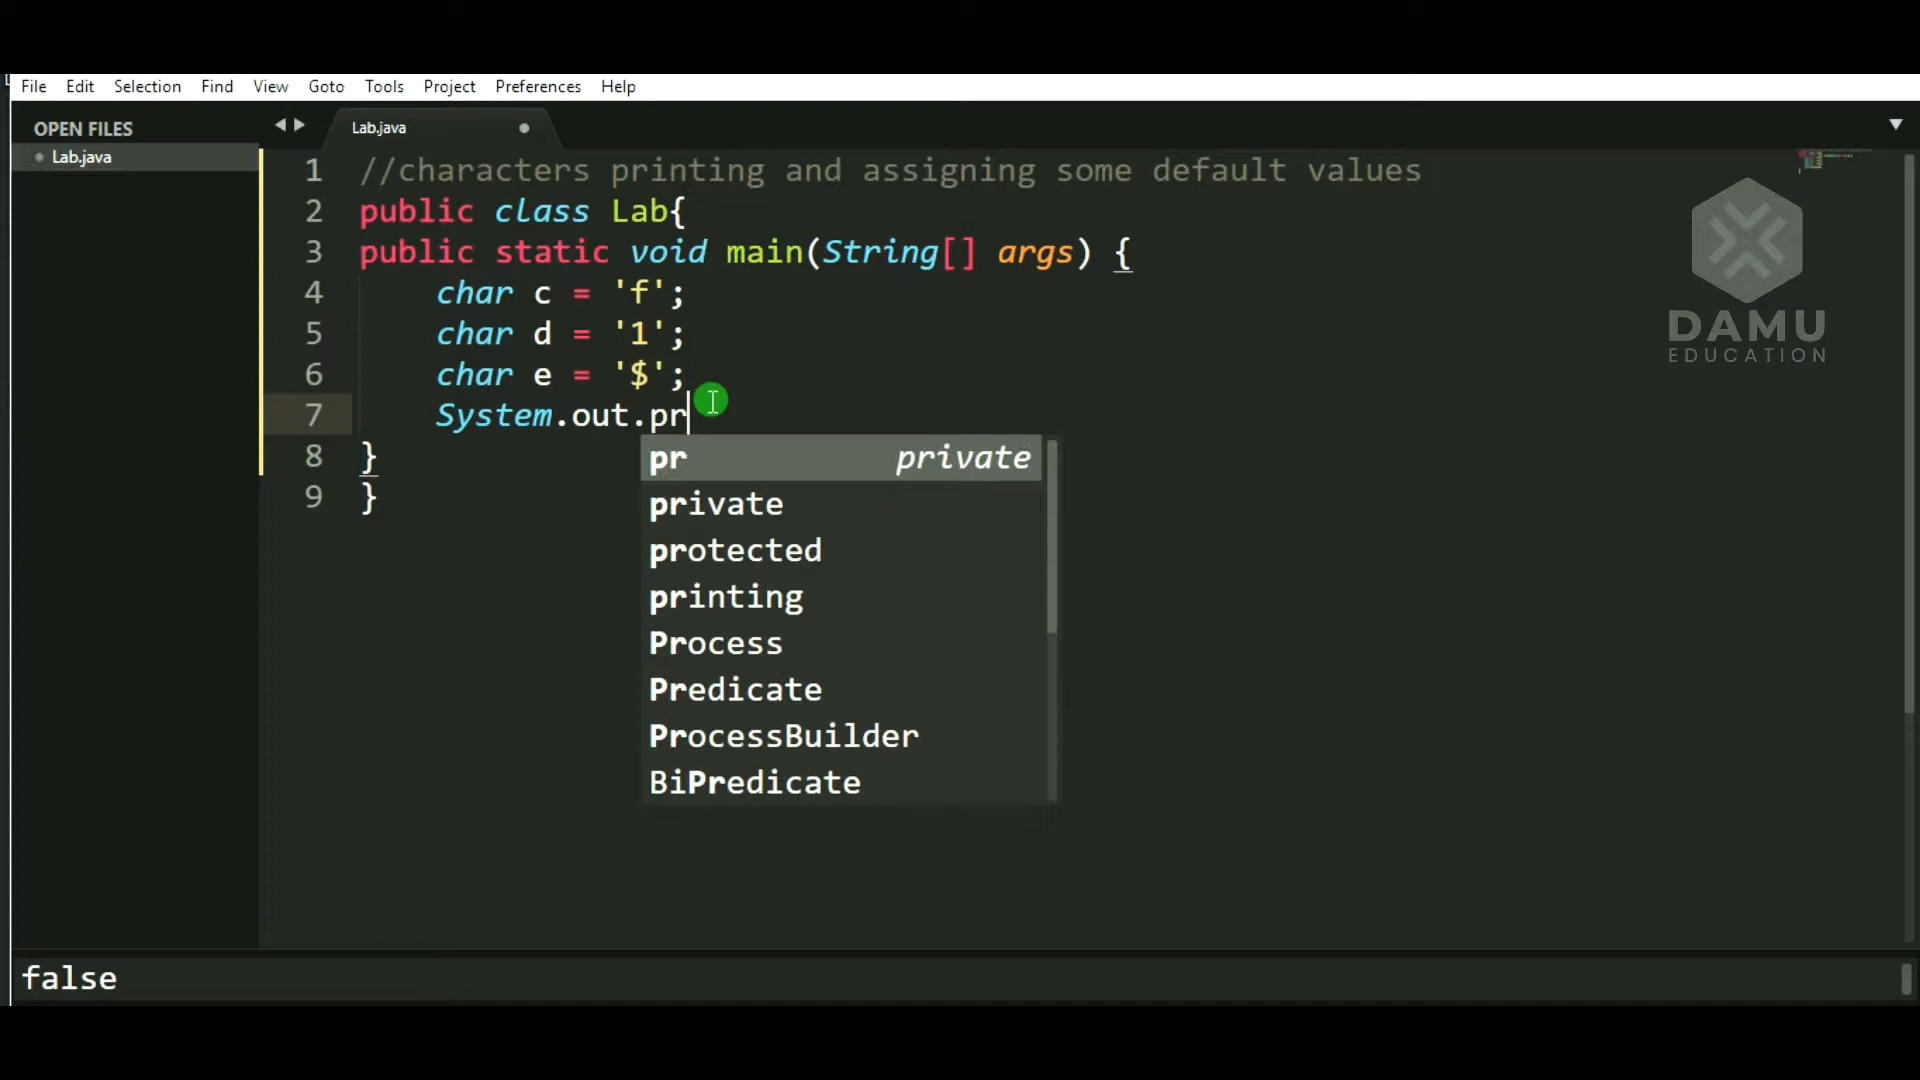 File Edit Selection Find View Goto Tools Project Preferences Help
OPEN FILES
Lab.java
Lab.java
1 //characters printing and assigning some default values
2 public class Lab{
3 public static void main(String[] args) {
4 char c = 'f';
5 char d = '1';
6 char e = '$';
7 System.out.pr
8 }
9 }
pr private
private
protected
printing
Process
Predicate
ProcessBuilder
BiPredicate
DAMU
EDUCATION
false